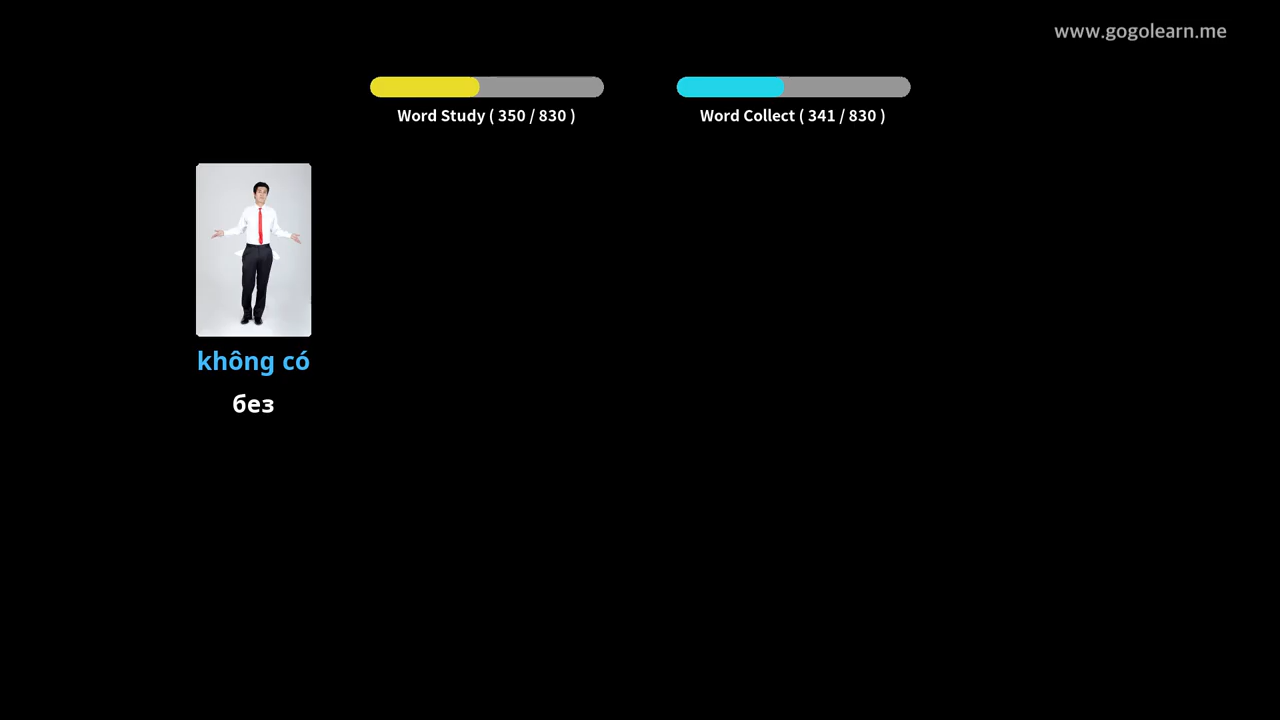 www.gogolearn.me
Word Study ( 350 / 830 )
Word Collect ( 341 / 830 )
không có
без